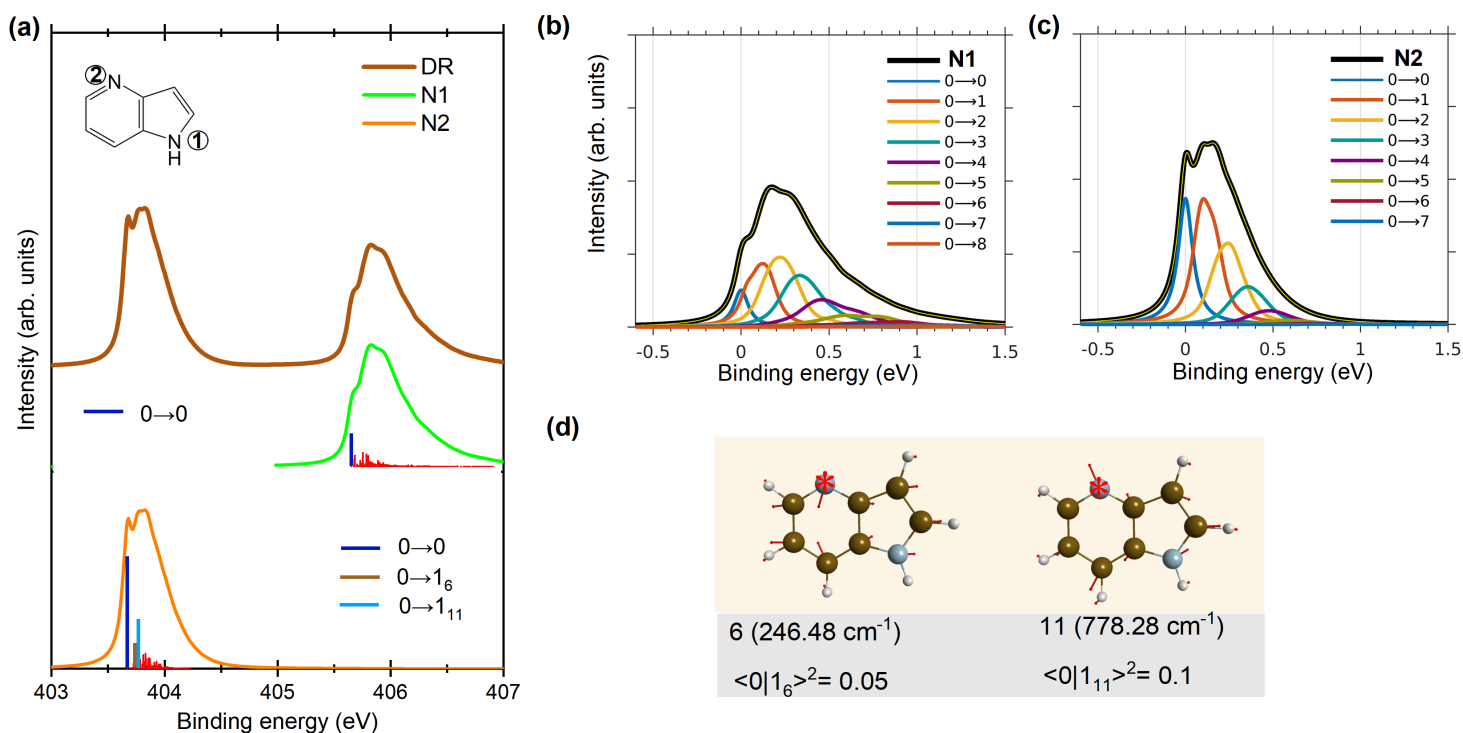 (a)
②
N
N
H
①
DR
N1
N2
0→0
0→0
0→1₆
0→1₁₁
Intensity (arb. units)
403
404
405
406
407
Binding energy (eV)
(b)
N1
0→0
0→1
0→2
0→3
0→4
0→5
0→6
0→7
0→8
Intensity (arb. units)
-0.5
0
0.5
1
1.5
Binding energy (eV)
(c)
N2
0→0
0→1
0→2
0→3
0→4
0→5
0→6
0→7
-0.5
0
0.5
1
1.5
Binding energy (eV)
(d)
6 (246.48 cm⁻¹)
<0|1₆>²= 0.05
11 (778.28 cm⁻¹)
<0|1₁₁>²= 0.1